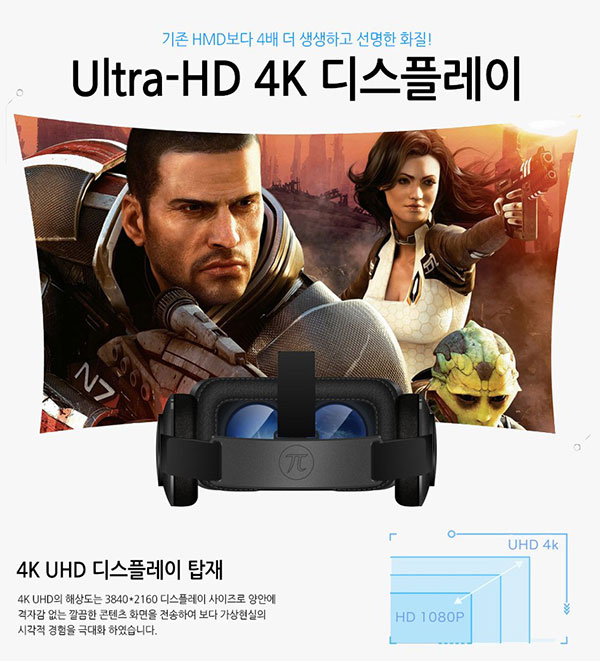 기존 HMD보다 4배 더 생생하고 선명한 화질!
Ultra-HD 4K 디스플레이
N7
π
4K UHD 디스플레이 탑재
4K UHD의 해상도는 3840*2160 디스플레이 사이즈로 양안에
격자감 없는 깔끔한 콘텐츠 화면을 전송하여 보다 가상현실의
시각적 경험을 극대화 하였습니다.
UHD 4k
HD 1080P